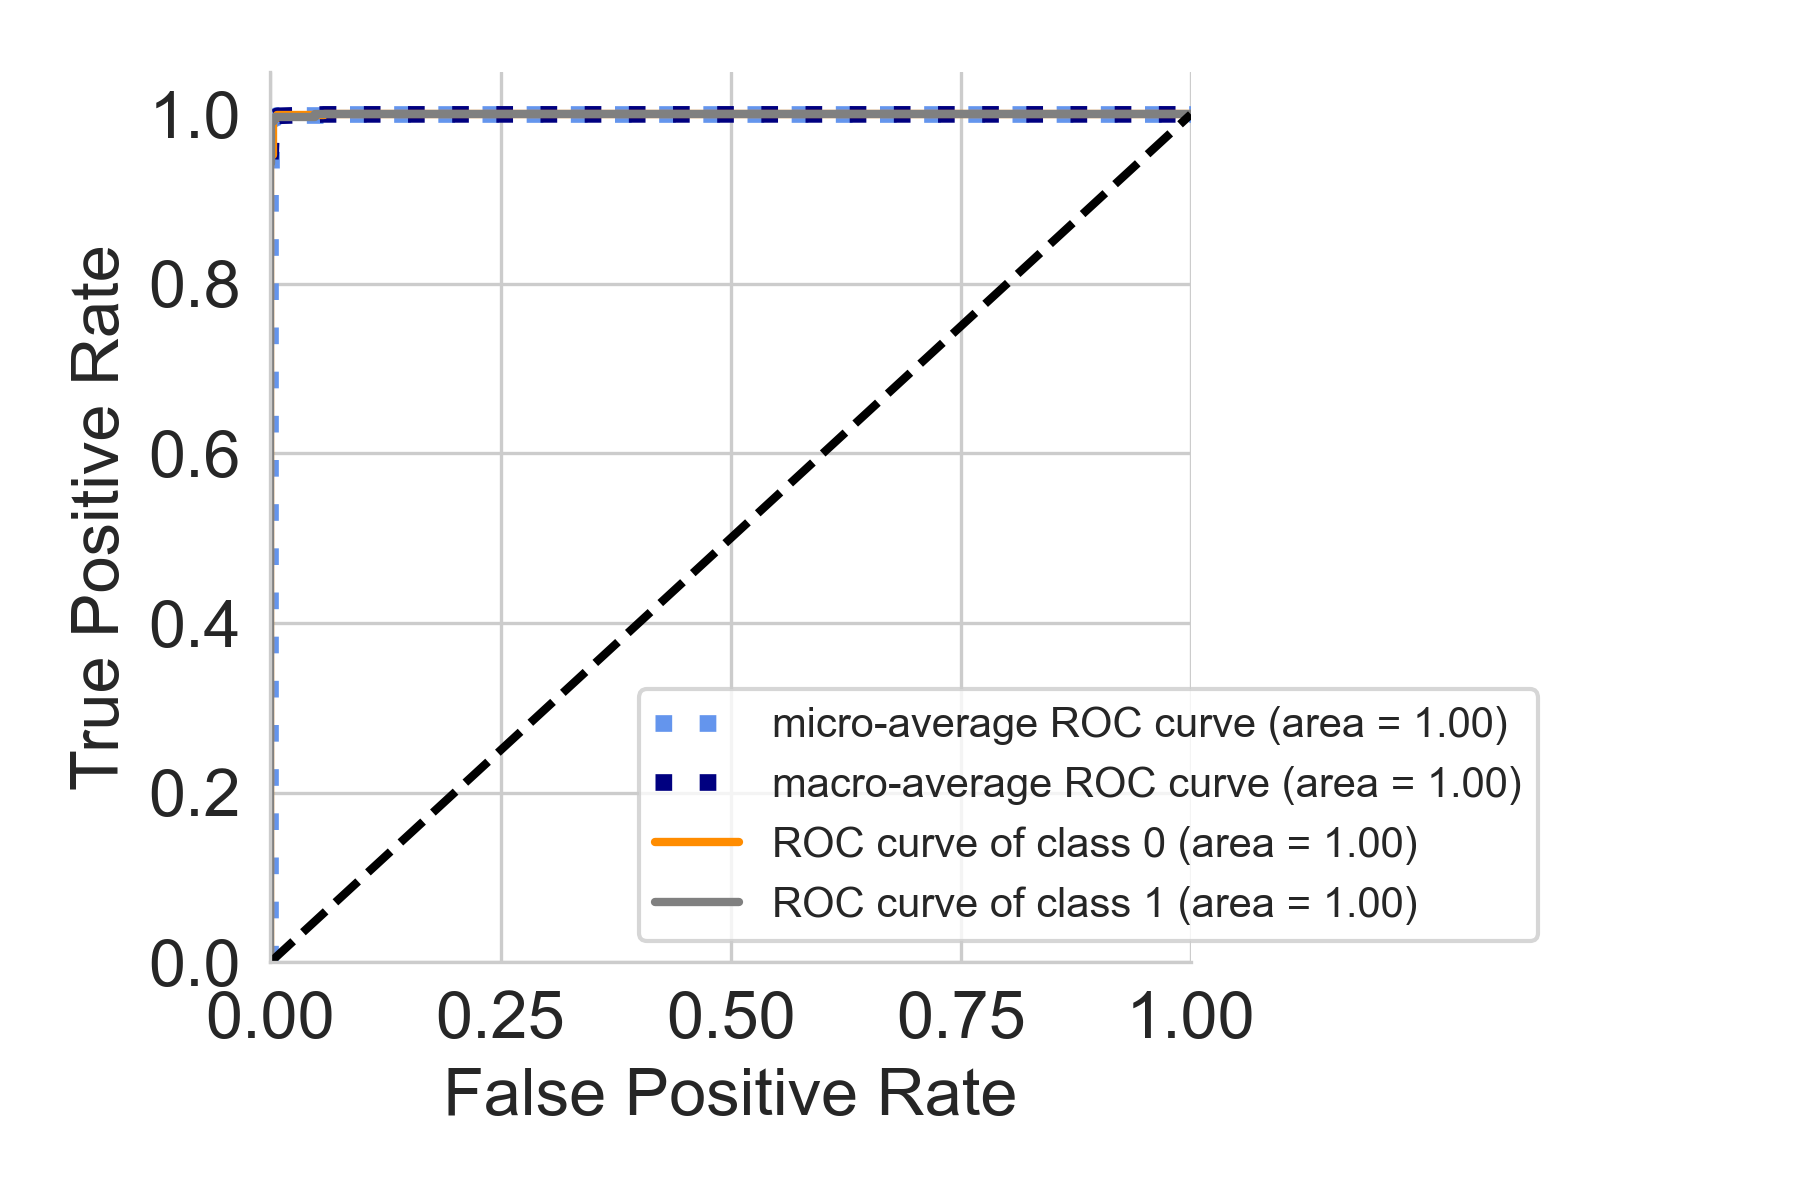 True Positive Rate
1.0
0.8
0.6
0.4
0.2
0.0
micro-average ROC curve (area = 1.00)
macro-average ROC curve (area = 1.00)
ROC curve of class 0 (area = 1.00)
ROC curve of class 1 (area = 1.00)
0.00 0.25 0.50 0.75 1.00
False Positive Rate